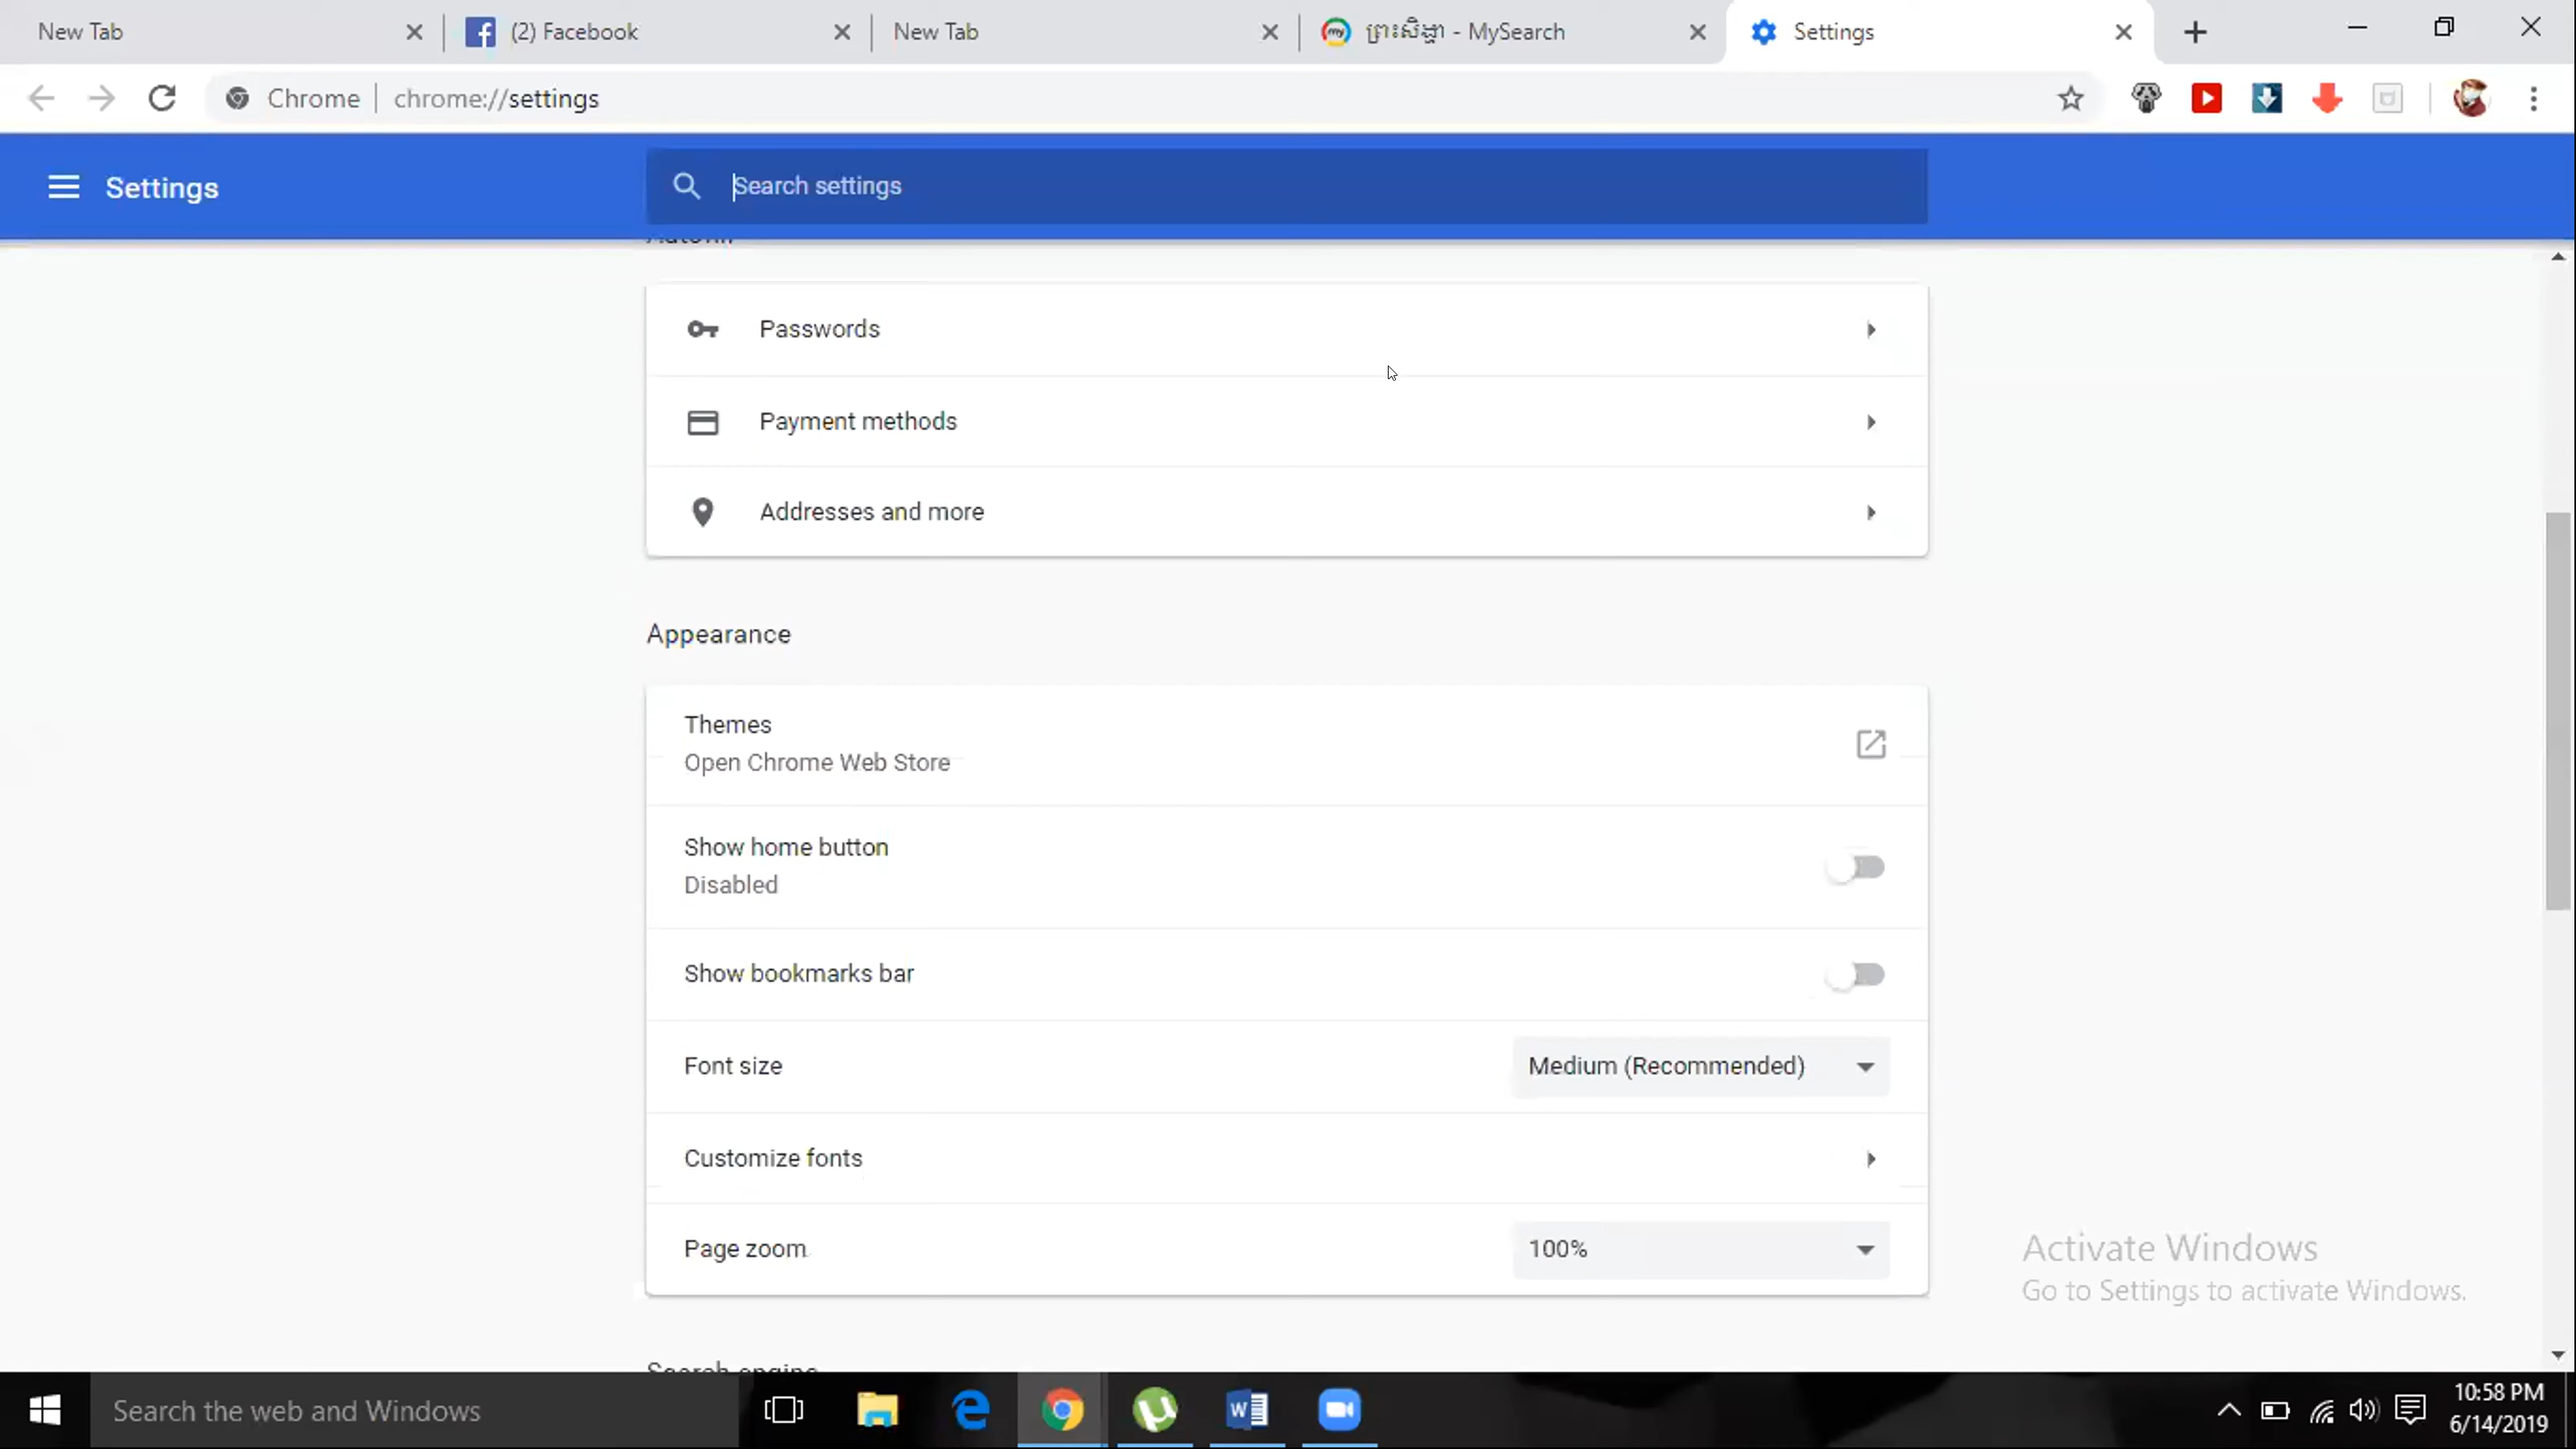 New Tab
(2) Facebook
New Tab
ព្រះសិង្ហា - MySearch
Settings
Chrome
chrome://settings
Settings
Search settings
Passwords
Payment methods
Addresses and more
Appearance
Themes
Open Chrome Web Store
Show home button
Disabled
Show bookmarks bar
Font size
Medium (Recommended)
Customize fonts
Page zoom
100%
Activate Windows
Go to Settings to activate Windows.
Search engine
Search the web and Windows
10:58 PM
6/14/2019